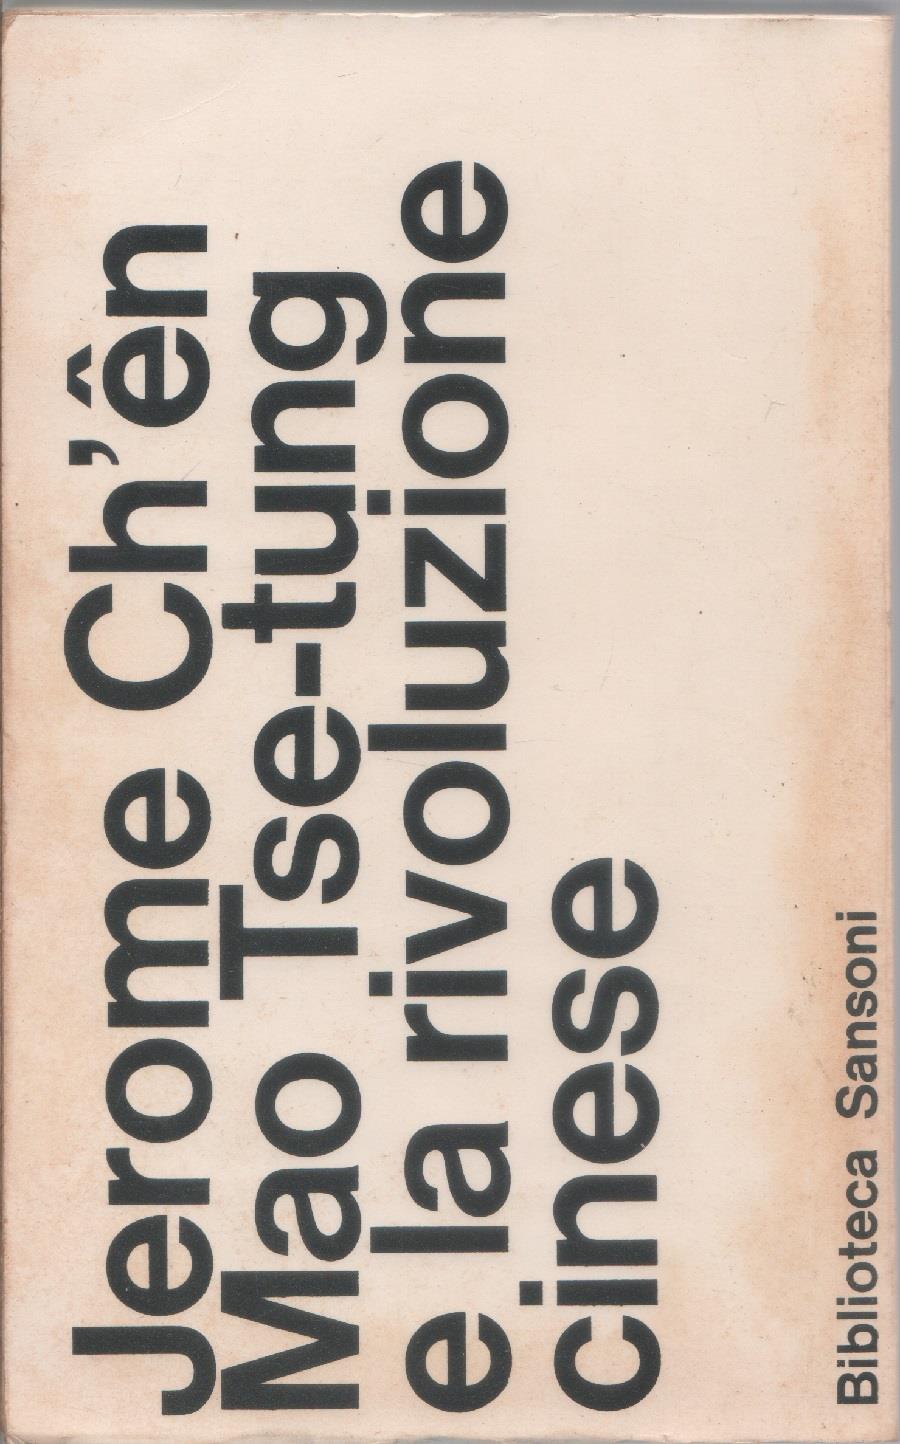 Jerome Ch'ên
Mao Tse-tung
e la rivoluzione
cinese
Biblioteca Sansoni